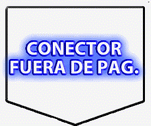 CONECTOR
FUERA DE PAG.